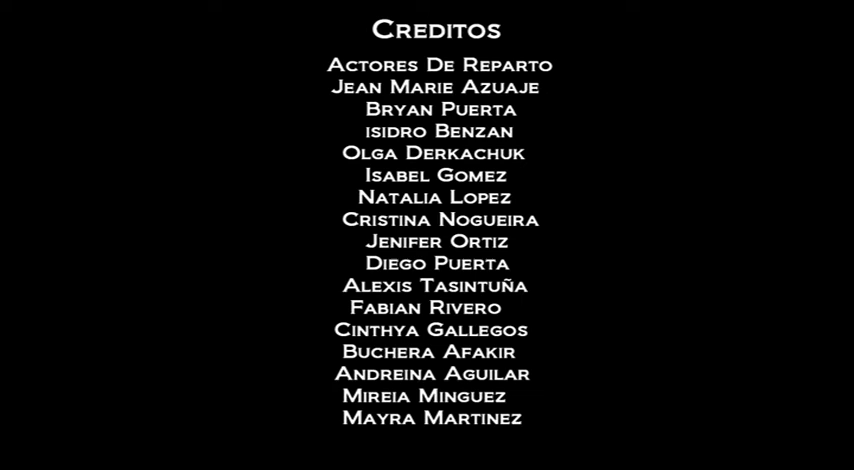 Creditos
Actores De Reparto
Jean Marie Azuaje
Bryan Puerta
isidro Benzan
Olga Derkachuk
Isabel Gomez
Natalia Lopez
Cristina Nogueira
Jenifer Ortiz
Diego Puerta
Alexis Tasintuña
Fabian Rivero
Cinthya Gallegos
Buchera Afakir
Andreina Aguilar
Mireia Minguez
Mayra Martinez